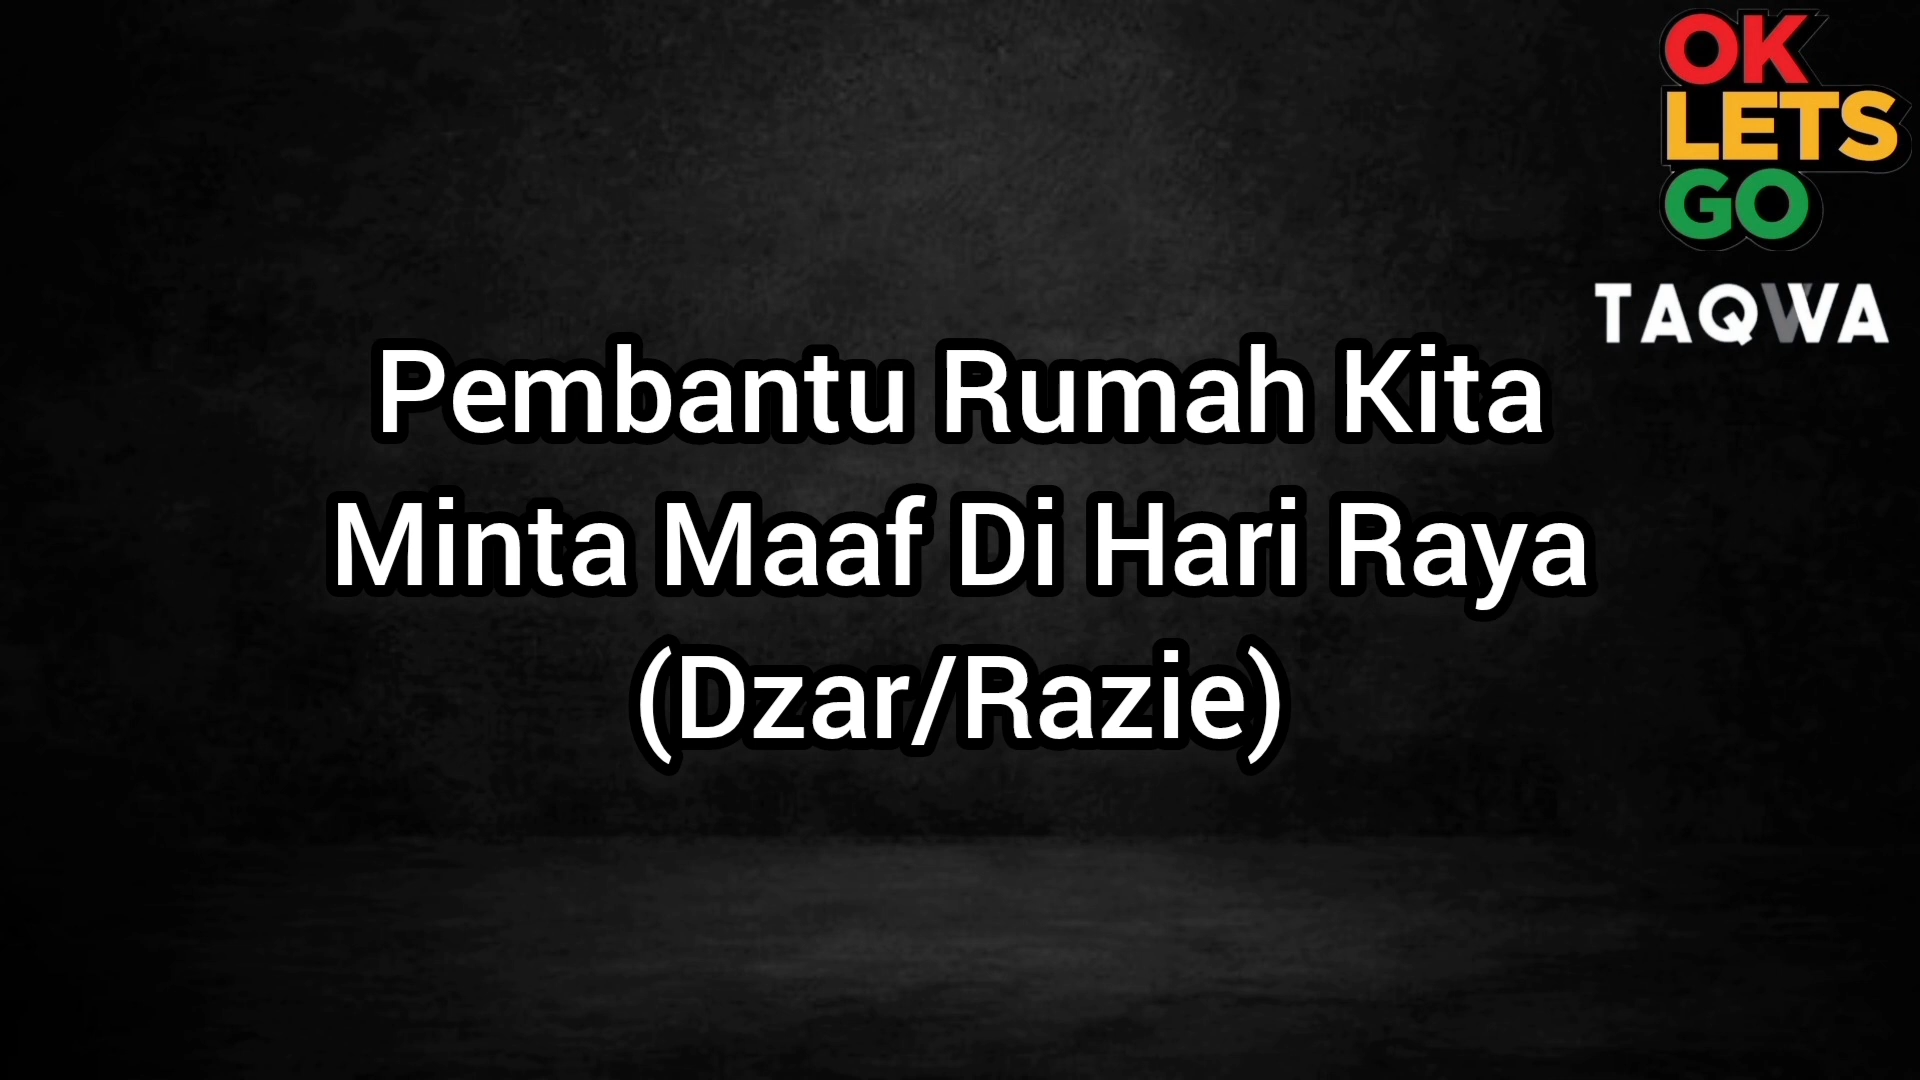 OK
LETS
GO
TAQWA
Pembantu Rumah Kita
Minta Maaf Di Hari Raya
(Dzar/Razie)